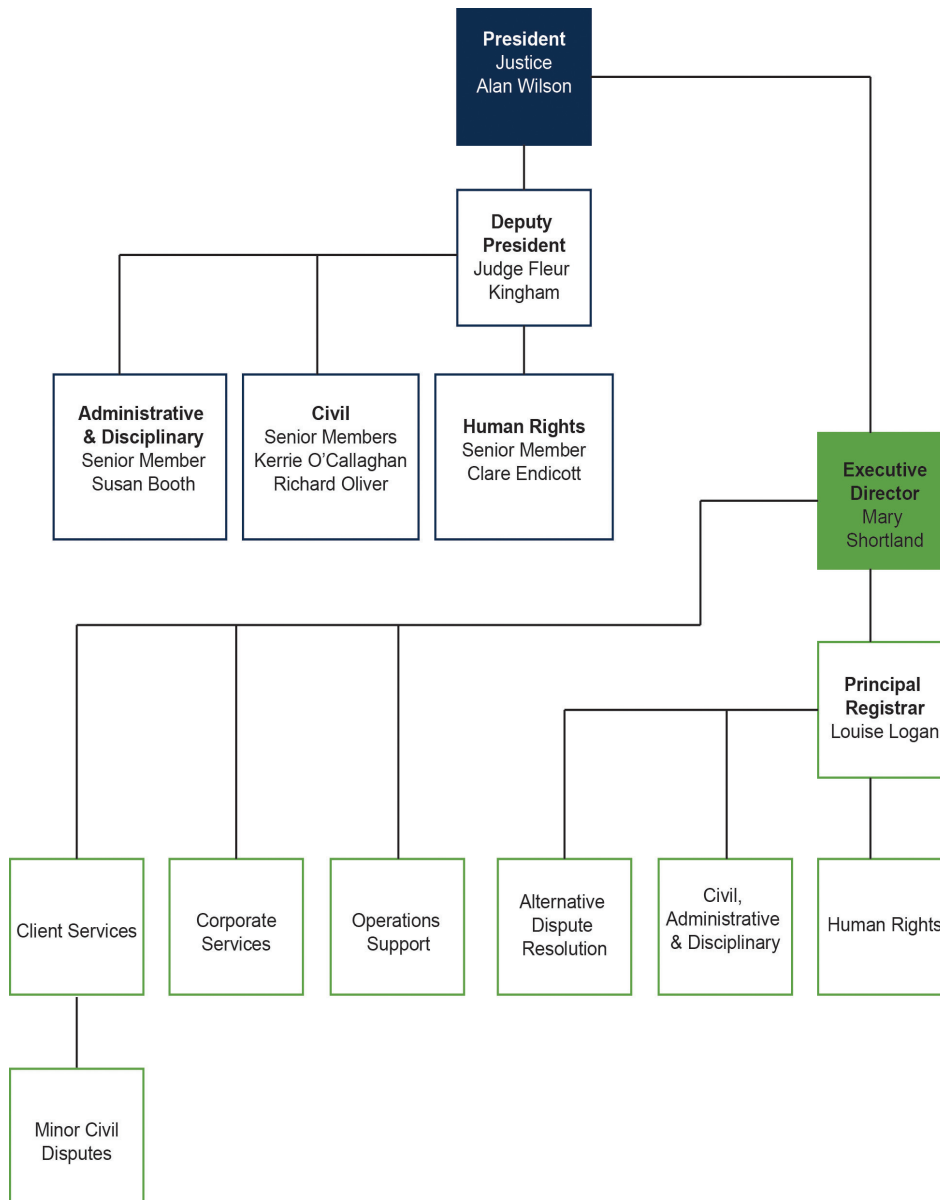 President
Justice
Alan Wilson
Deputy
President
Judge Fleur
Kingham
Administrative
& Disciplinary
Senior Member
Susan Booth
Civil
Senior Members
Kerrie O’Callaghan
Richard Oliver
Human Rights
Senior Member
Clare Endicott
Executive
Director
Mary
Shortland
Principal
Registrar
Louise Logan
Client Services
Corporate
Services
Operations
Support
Alternative
Dispute
Resolution
Civil,
Administrative
& Disciplinary
Human Rights
Minor Civil
Disputes